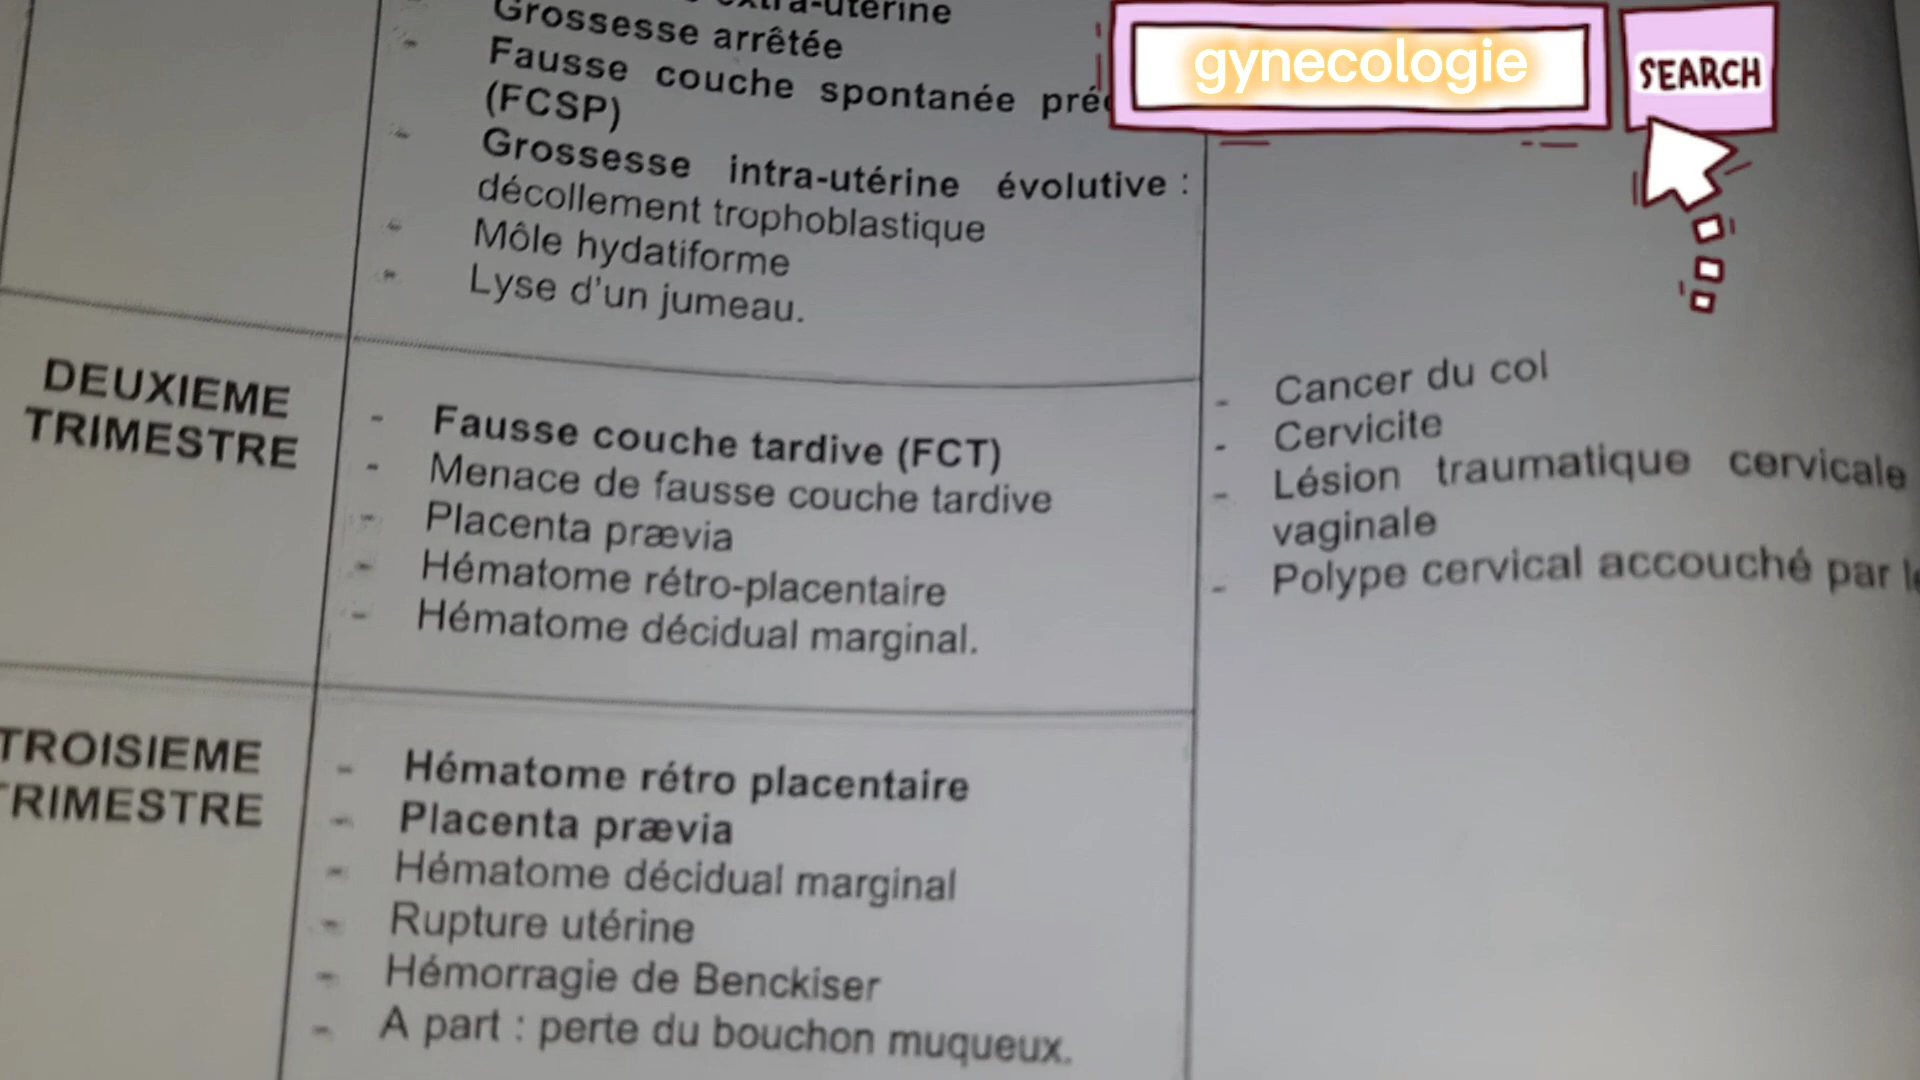 extra-utérine
Grossesse arrêtée
Fausse couche spontanée
(FCSP)
Grossesse intra-utérine évolutive :
décollement trophoblastique
Môle hydatiforme
Lyse d'un jumeau.
gynecologie
SEARCH
DEUXIEME
TRIMESTRE
- Fausse couche tardive (FCT)
- Menace de fausse couche tardive
- Placenta prævia
- Hématome rétro-placentaire
- Hématome décidual marginal.
- Cancer du col
- Cervicite
- Lésion traumatique cervicale
vaginale
- Polype cervical accouché par
TROISIEME
TRIMESTRE
- Hématome rétro placentaire
- Placenta prævia
- Hématome décidual marginal
- Rupture utérine
- Hémorragie de Benckiser
- A part : perte du bouchon muqueux.